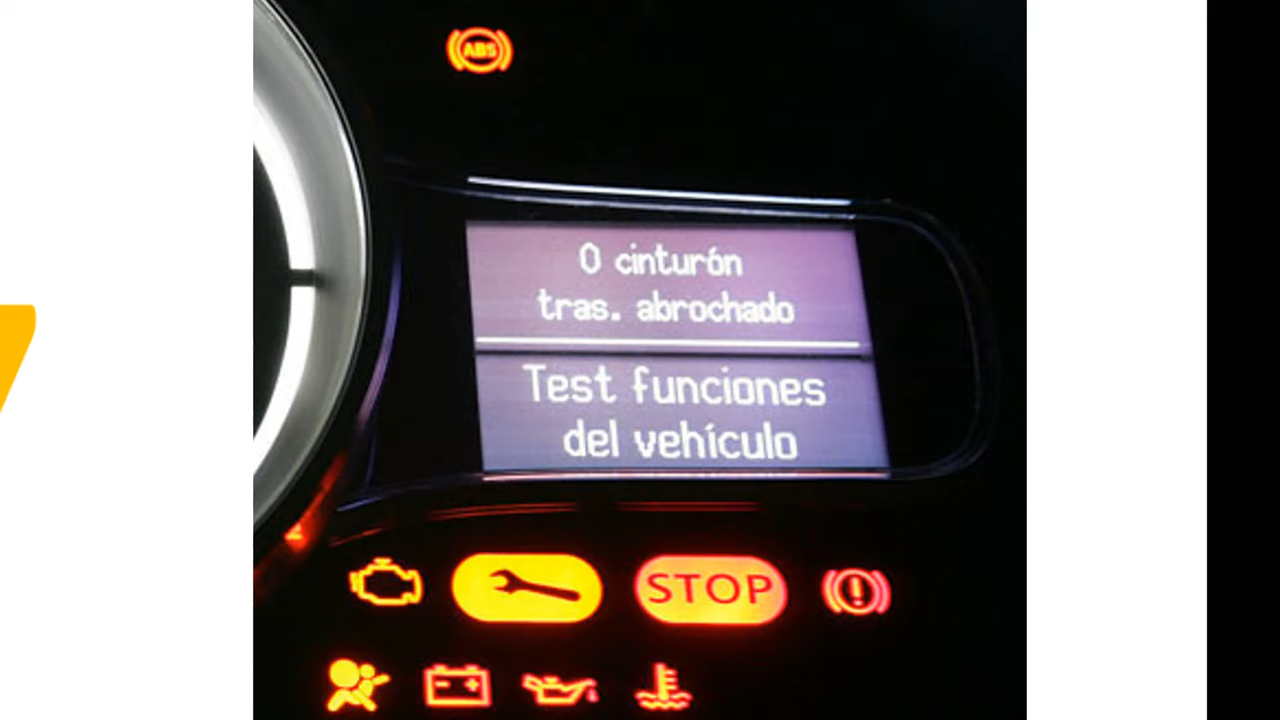 ABS
0 cinturón
tras. abrochado
Test funciones
del vehículo
STOP